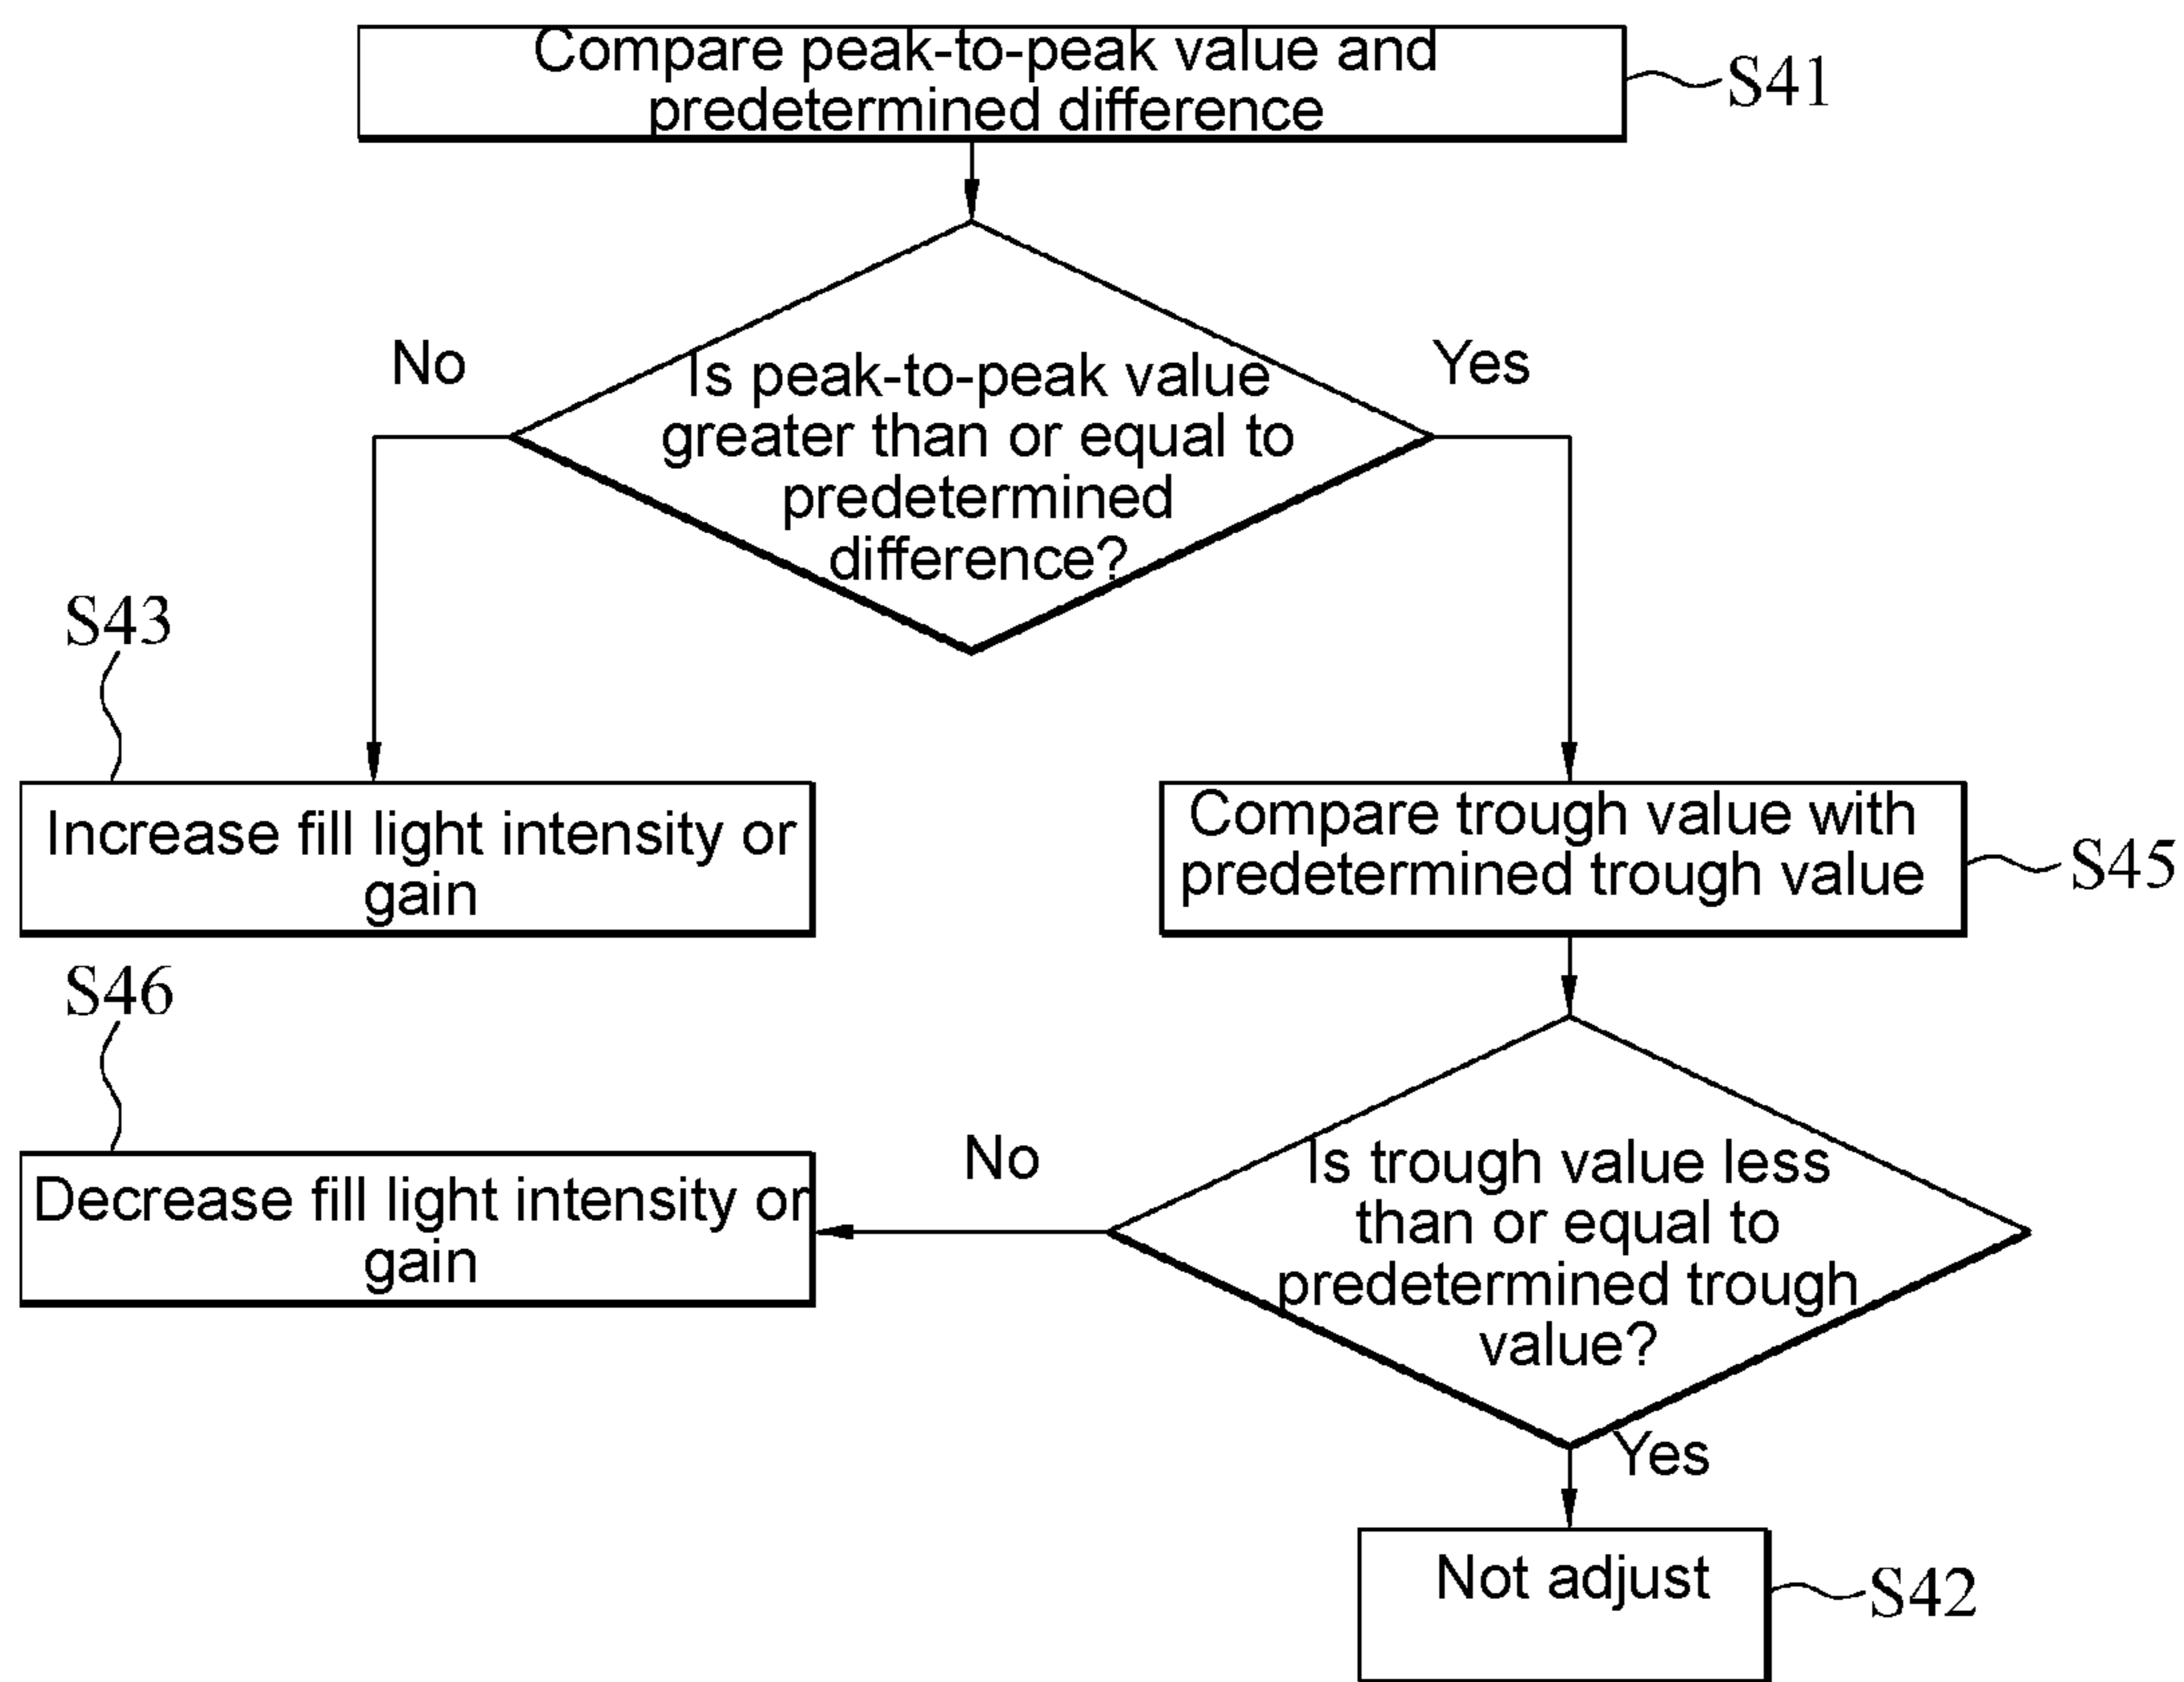 Compare peak-to-peak value and
predetermined difference
S41
No
Yes
Is peak-to-peak value
greater than or equal to
predetermined
difference?
S43
Increase fill light intensity or
gain
Compare trough value with
predetermined trough value
S45
S46
Decrease fill light intensity or
gain
No
Is trough value less
than or equal to
predetermined trough
value?
Yes
Not adjust
S42